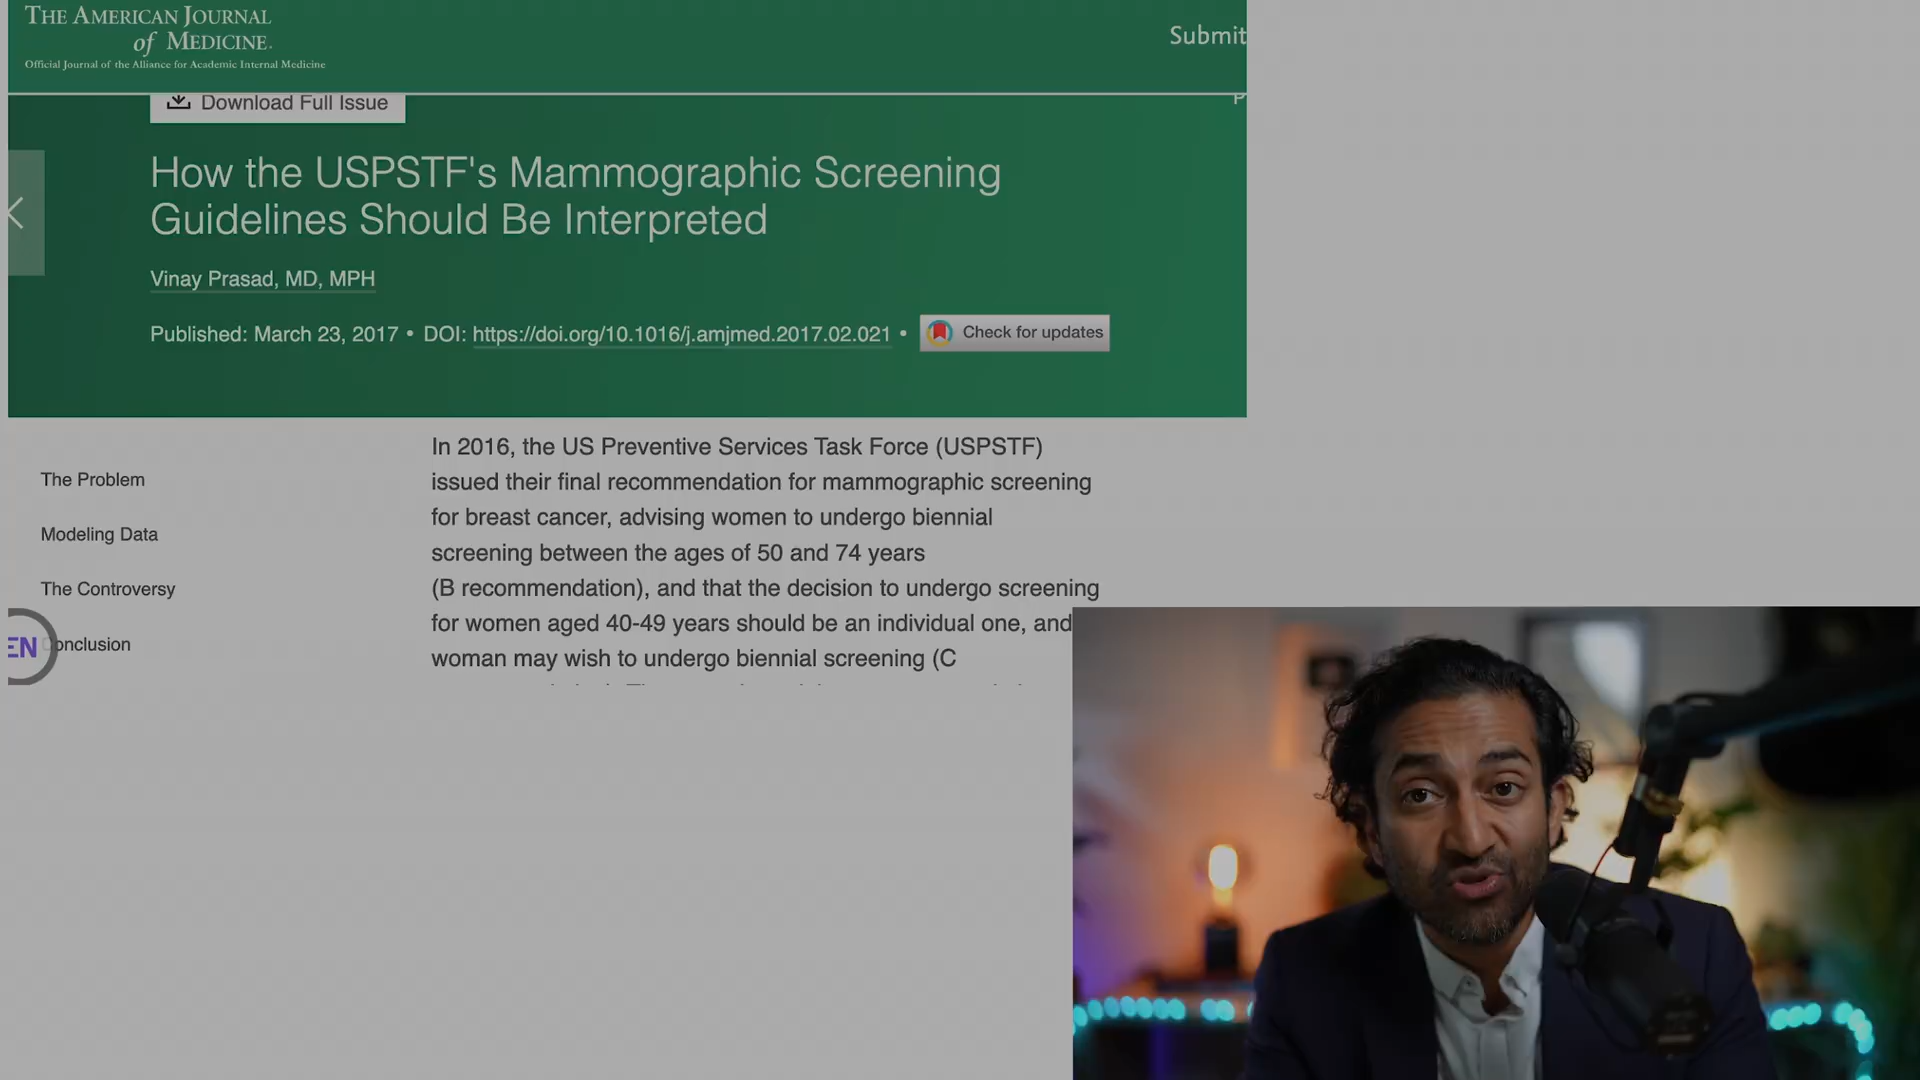 THE AMERICAN JOURNAL
of MEDICINE.
Official Journal of the Alliance for Academic Internal Medicine
Submit
Download Full Issue
How the USPSTF's Mammographic Screening
Guidelines Should Be Interpreted
Vinay Prasad, MD, MPH
Published: March 23, 2017 • DOI: https://doi.org/10.1016/j.amjmed.2017.02.021 •
Check for updates
The Problem
Modeling Data
The Controversy
Conclusion
EN
In 2016, the US Preventive Services Task Force (USPSTF)
issued their final recommendation for mammographic screening
for breast cancer, advising women to undergo biennial
screening between the ages of 50 and 74 years
(B recommendation), and that the decision to undergo screening
for women aged 40-49 years should be an individual one, and
woman may wish to undergo biennial screening (C